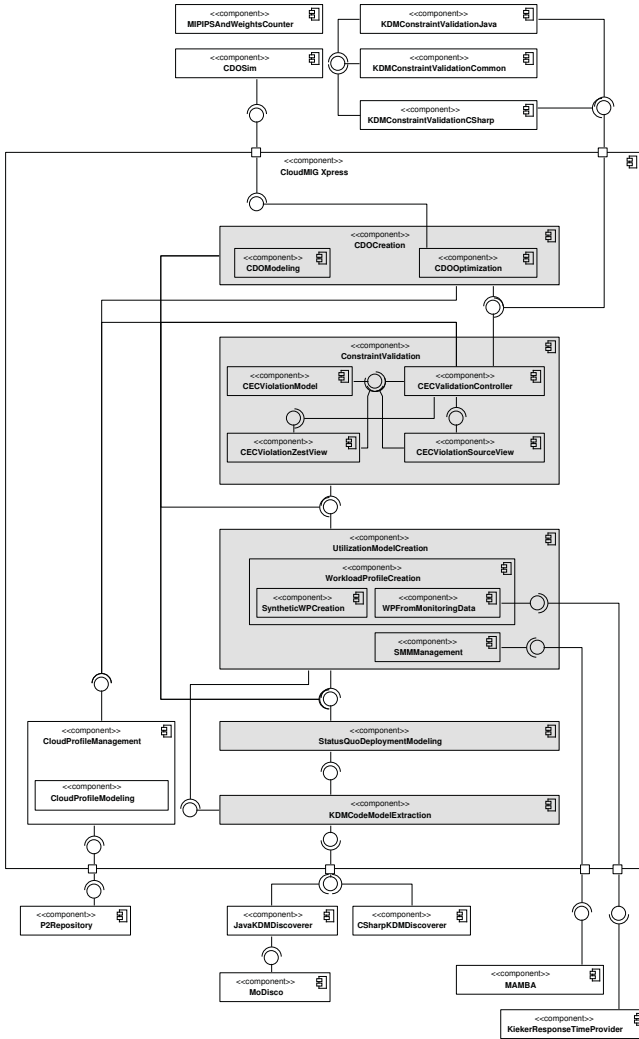 <<component>>
MIPIPSAndWeightsCounter
<<component>>
KDMConstraintValidationJava
<<component>>
CDOSim
<<component>>
KDMConstraintValidationCommon
<<component>>
KDMConstraintValidationCSharp
<<component>>
CloudMIG Xpress
<<component>>
CDOCreation
<<component>>
CDOModeling
<<component>>
CDOOptimization
<<component>>
ConstraintValidation
<<component>>
CECViolationModel
<<component>>
CECValidationController
<<component>>
CECViolationZestView
<<component>>
CECViolationSourceView
<<component>>
UtilizationModelCreation
<<component>>
WorkloadProfileCreation
<<component>>
SyntheticWPCreation
<<component>>
WPFromMonitoringData
<<component>>
SMMManagement
<<component>>
CloudProfileManagement
<<component>>
CloudProfileModeling
<<component>>
StatusQuoDeploymentModeling
<<component>>
KDMCodeModelExtraction
<<component>>
P2Repository
<<component>>
JavaKDMDiscoverer
<<component>>
CSharpKDMDiscoverer
<<component>>
MoDisco
<<component>>
MAMBA
<<component>>
KiekerResponseTimeProvider